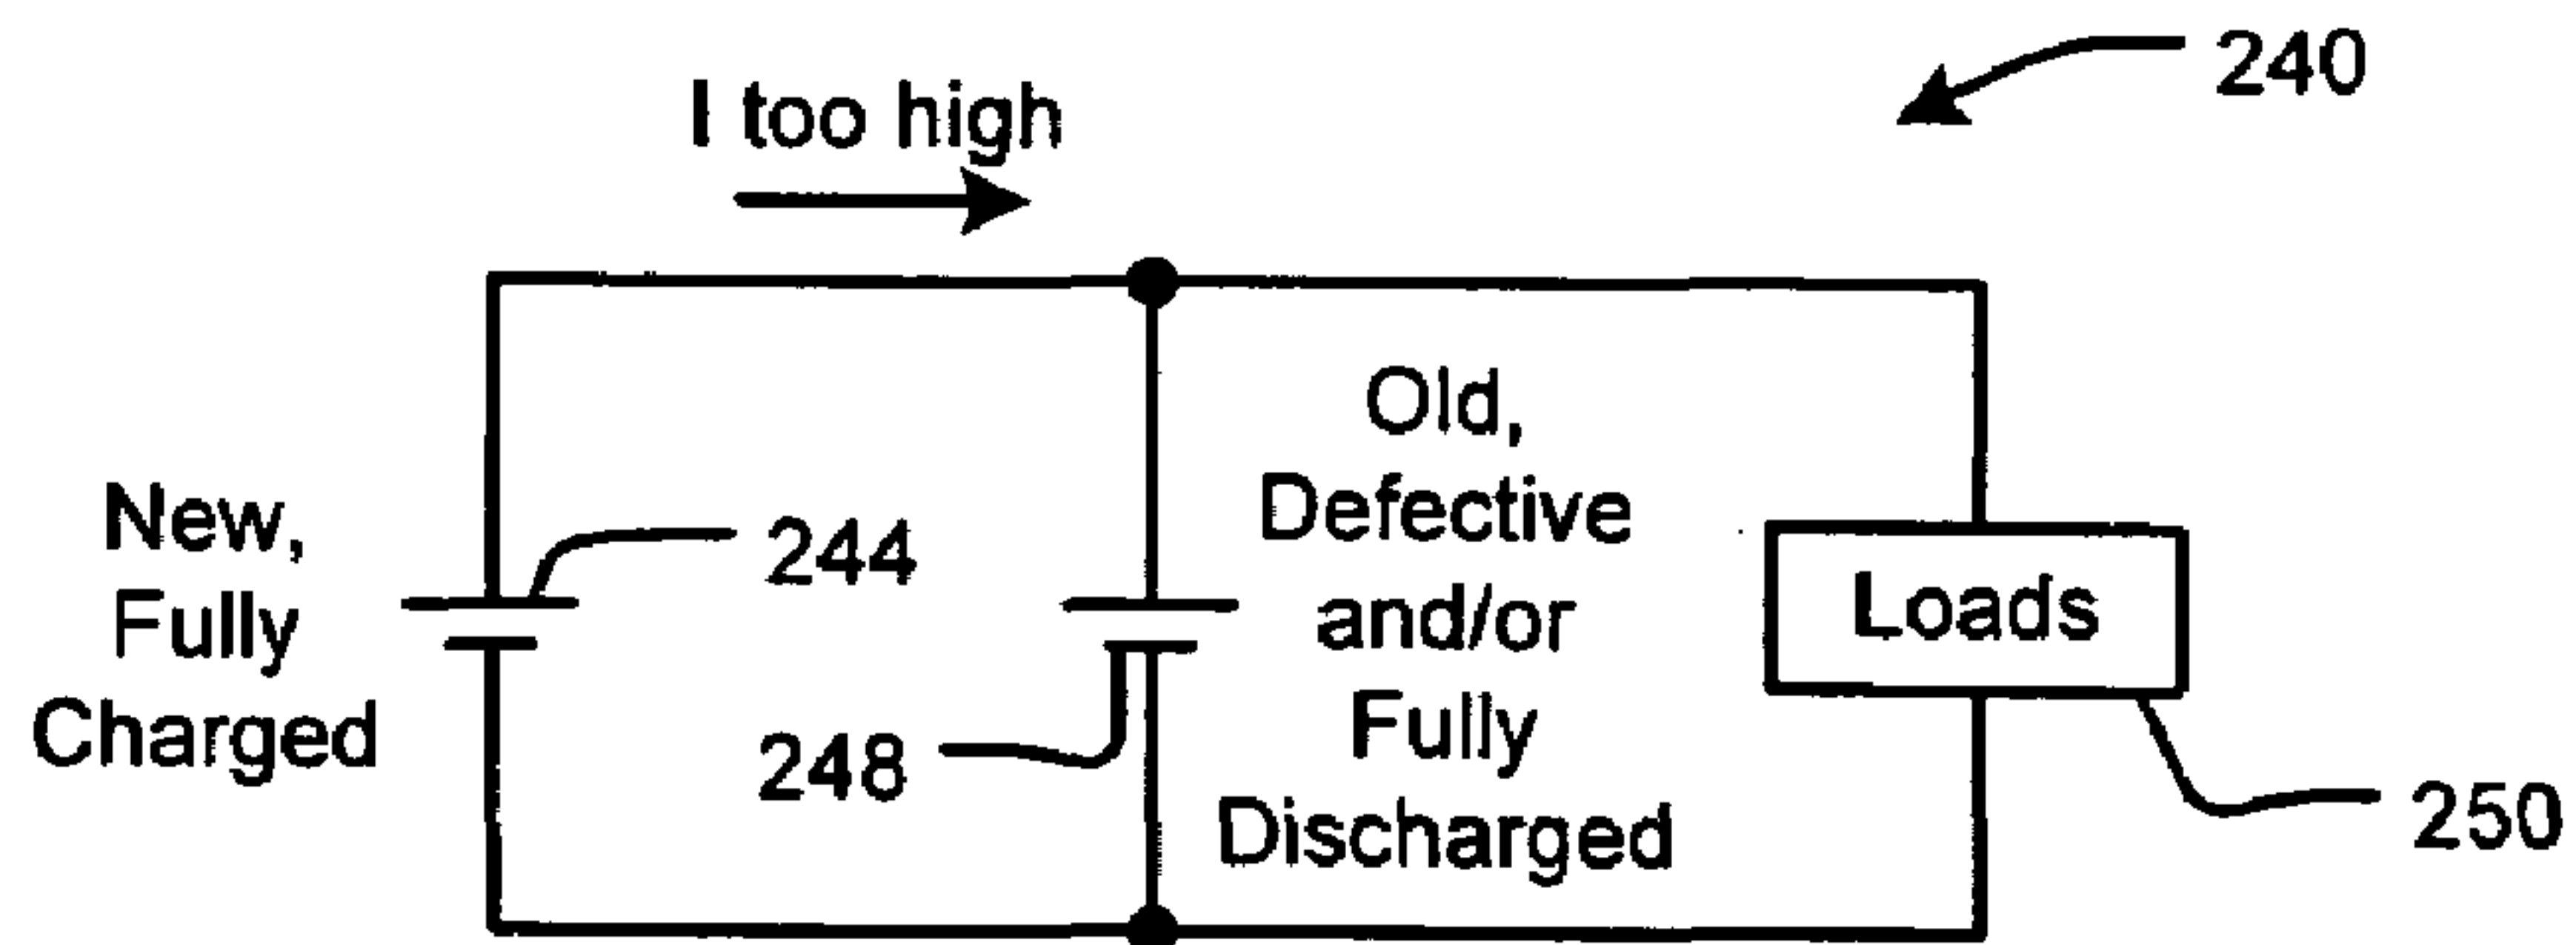 240
I too high
New,
Fully
Charged
244
248
Old,
Defective
and/or
Fully
Discharged
Loads
250